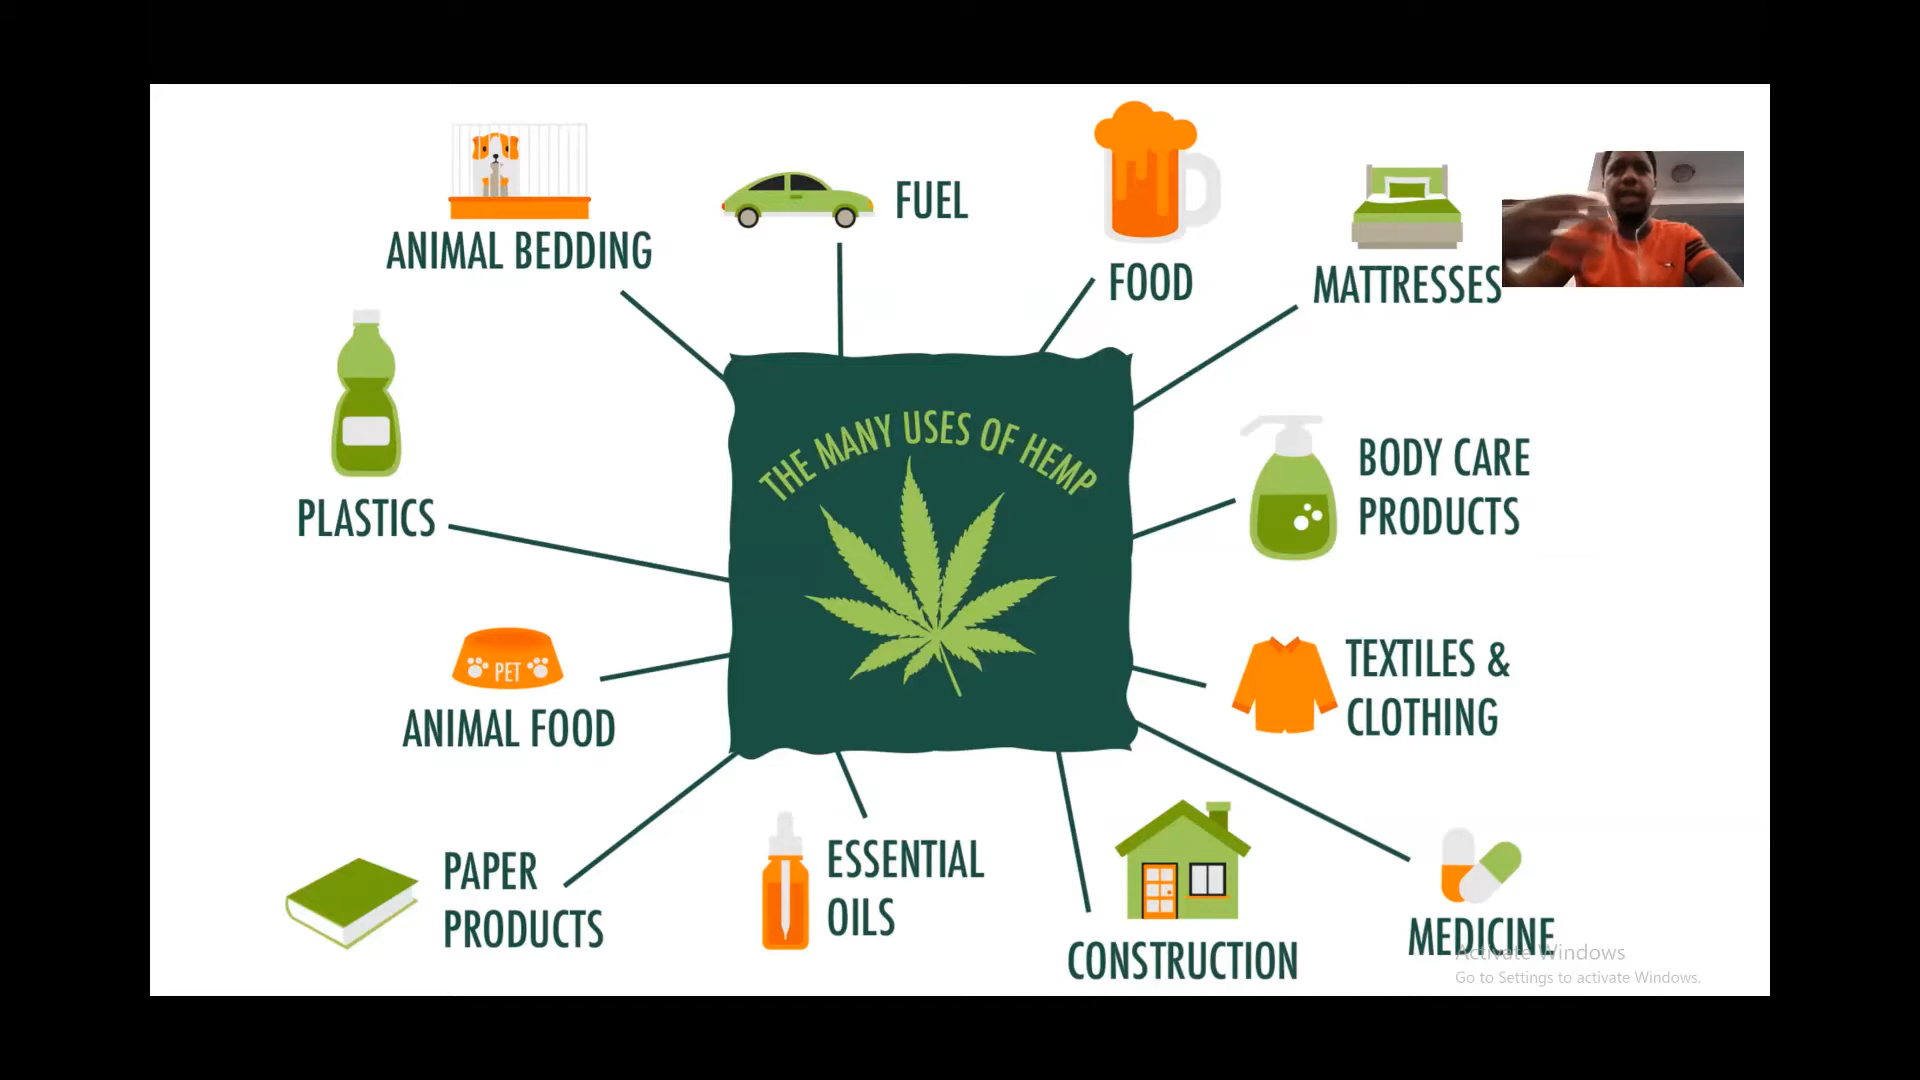 FUEL
ANIMAL BEDDING
FOOD
MATTRESSES
THE MANY USES OF HEMP
BODY CARE
PRODUCTS
PLASTICS
PET
ANIMAL FOOD
TEXTILES &
CLOTHING
PAPER
PRODUCTS
ESSENTIAL
OILS
CONSTRUCTION
MEDICINE
Activate Windows
Go to Settings to activate Windows.